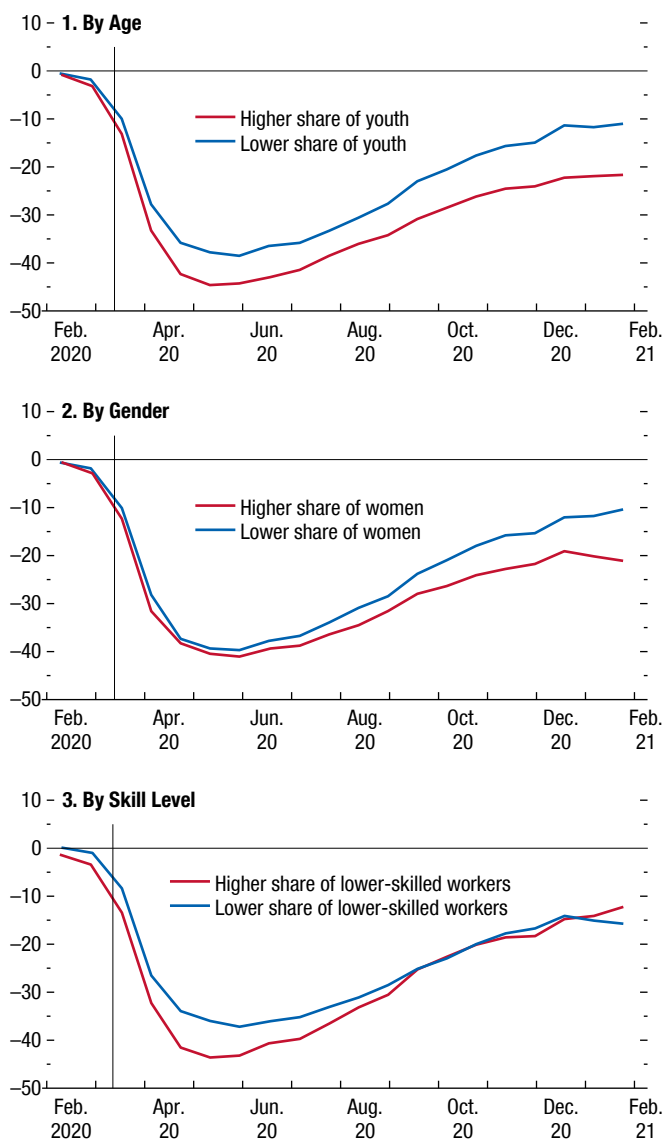 1. By Age
10
0
–10
–20
–30
–40
–50
Higher share of youth
Lower share of youth
Feb. Apr. Jun. Aug. Oct. Dec. Feb.
2020 20 20 20 20 20 21
2. By Gender
10
0
–10
–20
–30
–40
–50
Higher share of women
Lower share of women
Feb. Apr. Jun. Aug. Oct. Dec. Feb.
2020 20 20 20 20 20 21
3. By Skill Level
10
0
–10
–20
–30
–40
–50
Higher share of lower-skilled workers
Lower share of lower-skilled workers
Feb. Apr. Jun. Aug. Oct. Dec. Feb.
2020 20 20 20 20 20 21